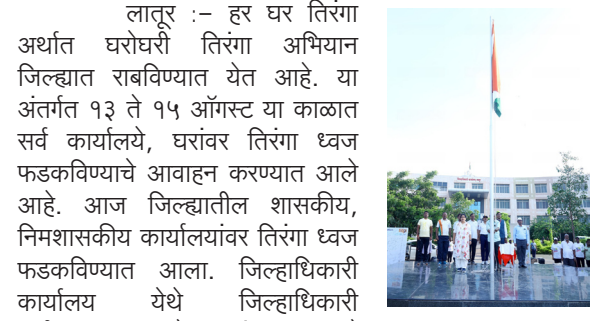 लातूर :– हर घर तिरंगा
अर्थात घरोघरी तिरंगा अभियान
जिल्ह्यात राबविण्यात येत आहे. या
अंतर्गत १३ ते १५ ऑगस्ट या काळात
सर्व कार्यालये, घरांवर तिरंगा ध्वज
फडकविण्याचे आवाहन करण्यात आले
आहे. आज जिल्ह्यातील शासकीय,
निमशासकीय कार्यालयांवर तिरंगा ध्वज
फडकविण्यात आला. जिल्हाधिकारी
कार्यालय येथे जिल्हाधिकारी